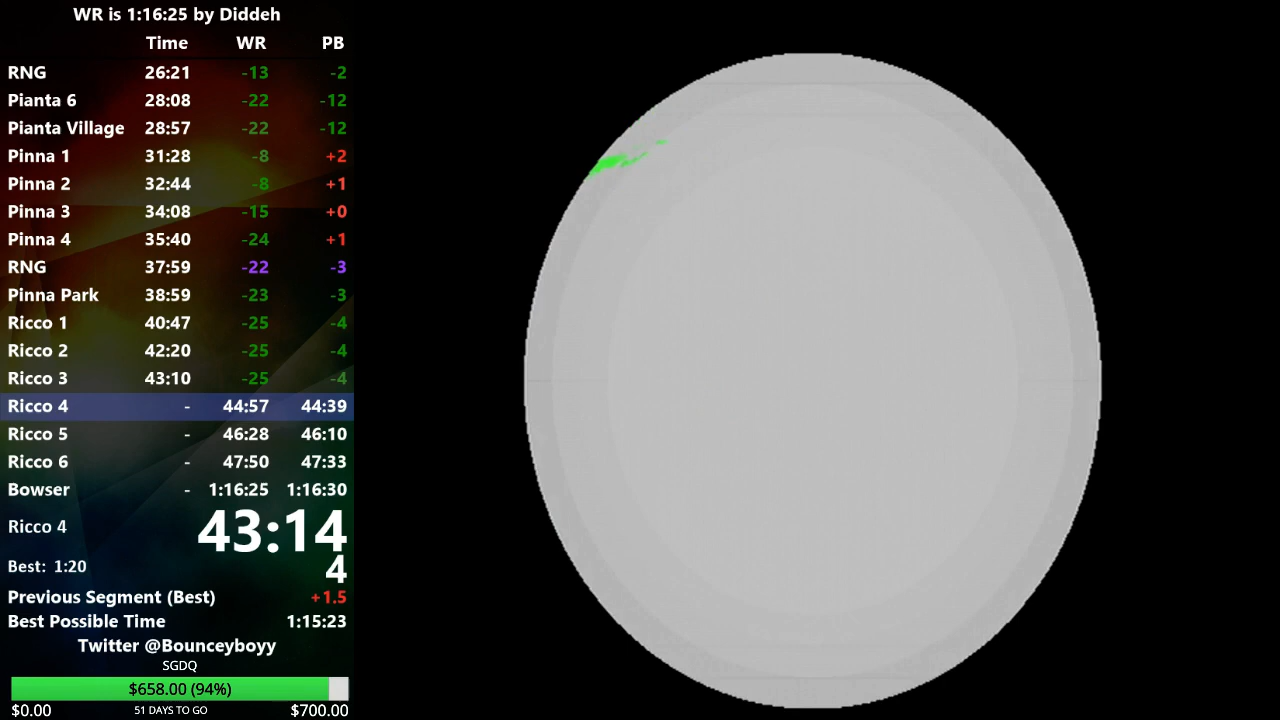 WR is 1:16:25 by Diddeh
Time WR PB
RNG 26:21 -13 -2
Pianta 6 28:08 -22 -12
Pianta Village 28:57 -22 -12
Pinna 1 31:28 -8 +2
Pinna 2 32:44 -8 +1
Pinna 3 34:08 -15 +0
Pinna 4 35:40 -24 +1
RNG 37:59 -22 -3
Pinna Park 38:59 -23 -3
Ricco 1 40:47 -25 -4
Ricco 2 42:20 -25 -4
Ricco 3 43:10 -25 -4
Ricco 4 - 44:57 44:39
Ricco 5 - 46:28 46:10
Ricco 6 - 47:50 47:33
Bowser - 1:16:25 1:16:30
Ricco 4 43:14
Best: 1:20 4
Previous Segment (Best) +1.5
Best Possible Time 1:15:23
Twitter @Bounceyboyy
SGDQ
$658.00 (94%)
$0.00 51 DAYS TO GO $700.00